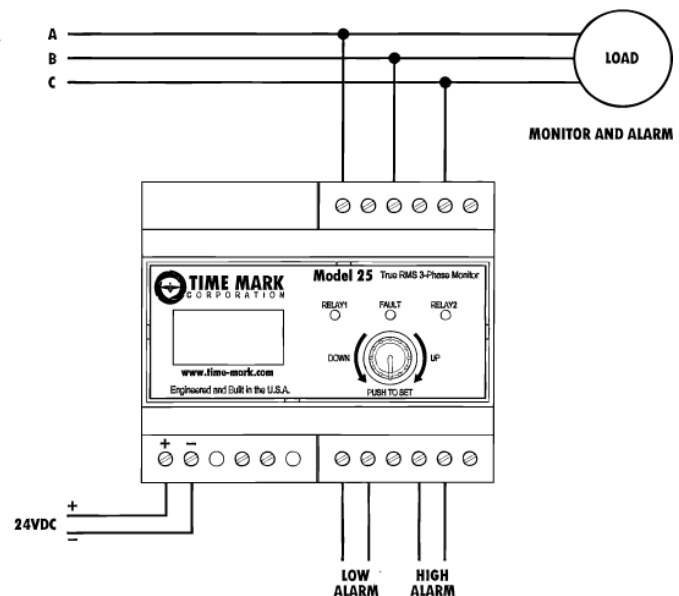 A
B
C
LOAD
MONITOR AND ALARM
TIME MARK
CORPORATION
Model 25 True RMS 3-Phase Monitor
RELAY1 FAULT RELAY2
DOWN UP
www.time-mark.com
Engineered and Built in the U.S.A.
PUSH TO SET
+ −
+
24VDC
−
LOW ALARM
HIGH ALARM